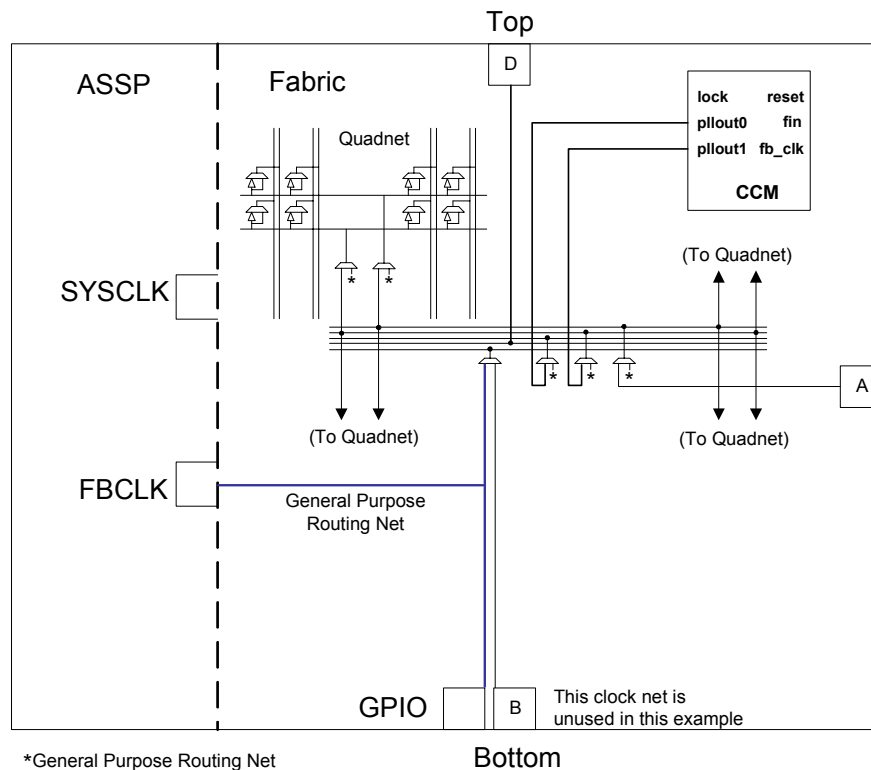 Top
ASSP
Fabric
D
lock reset
pllout0 fin
pllout1 fb_clk
CCM
Quadnet
(To Quadnet)
SYSCLK
*
*
*
*
*
A
(To Quadnet)
(To Quadnet)
FBCLK
General Purpose
Routing Net
GPIO
B
This clock net is
unused in this example
*General Purpose Routing Net
Bottom